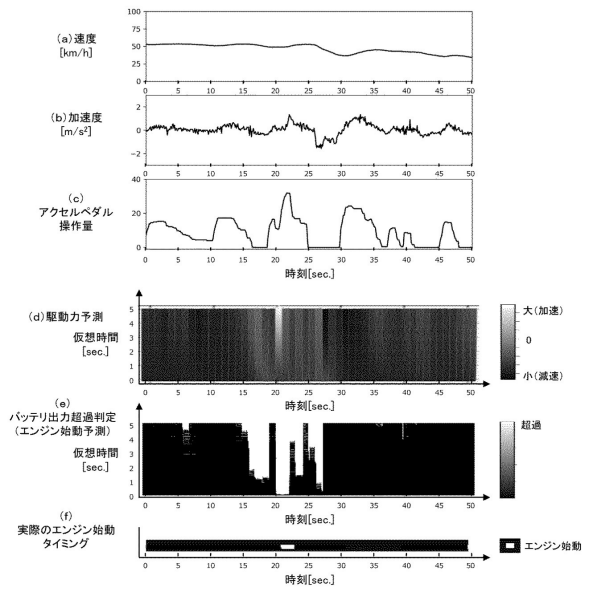 (a)速度
[km/h]
100
75
50
25
0
0 5 10 15 20 25 30 35 40 45 50
(b)加速度
[m/s²]
2
0
−2
0 5 10 15 20 25 30 35 40 45 50
(c)
アクセルペダル
操作量
40
20
0
0 5 10 15 20 25 30 35 40 45 50
時刻[sec.]
(d)駆動力予測
仮想時間
[sec.]
5
4
3
2
1
0
0 5 10 15 20 25 30 35 40 45 50
時刻[sec.]
大(加速)
0
小(減速)
(e)
バッテリ出力超過判定
(エンジン始動予測)
仮想時間
[sec.]
5
4
3
2
1
0
0 5 10 15 20 25 30 35 40 45 50
時刻[sec.]
超過
(f)
実際のエンジン始動
タイミング
0 5 10 15 20 25 30 35 40 45 50
時刻[sec.]
エンジン始動